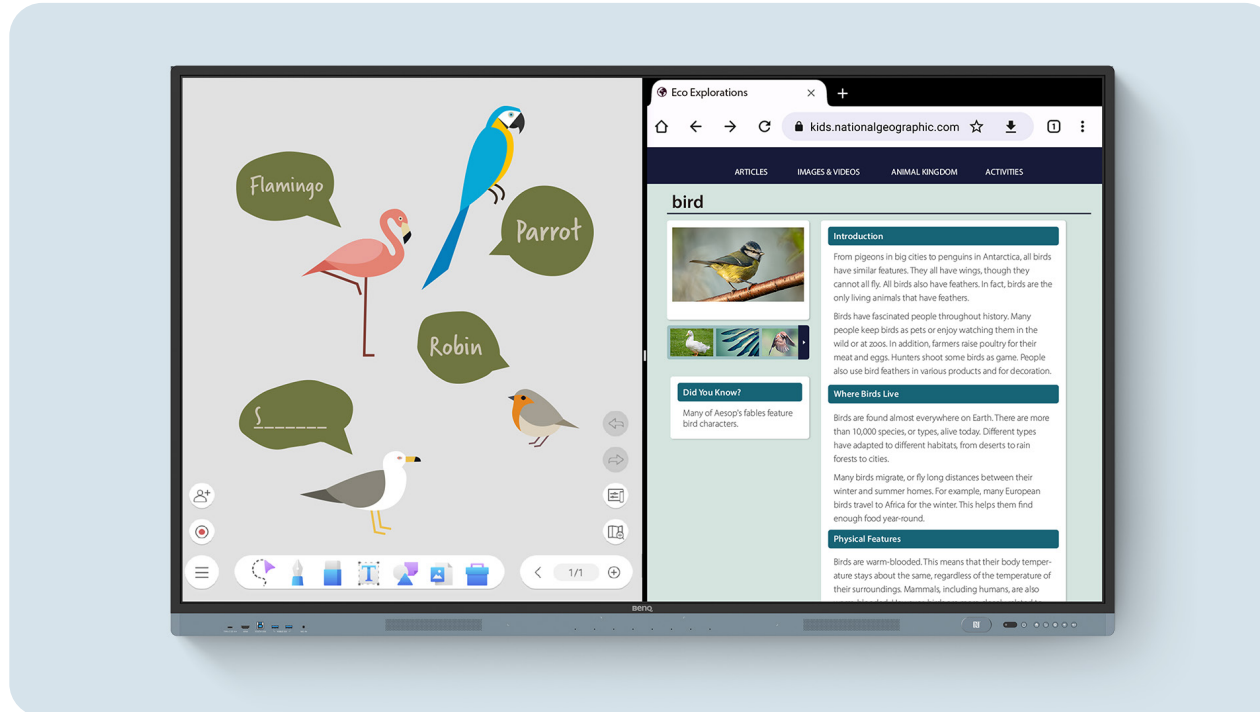 Flamingo
Parrot
Robin
S_______
1/1
Eco Explorations
kids.nationalgeographic.com
1
ARTICLES IMAGES & VIDEOS ANIMAL KINGDOM ACTIVITIES
bird
Did You Know?
Many of Aesop's fables feature
bird characters.
Introduction
From pigeons in big cities to penguins in Antarctica, all birds
have similar features. They all have wings, though they
cannot all fly. All birds also have feathers. In fact, birds are the
only living animals that have feathers.
Birds have fascinated people throughout history. Many
people keep birds as pets or enjoy watching them in the
wild or at zoos. In addition, farmers raise poultry for their
meat and eggs. Hunters shoot some birds as game. People
also use bird feathers in various products and for decoration.
Where Birds Live
Birds are found almost everywhere on Earth. There are more
than 10,000 species, or types, alive today. Different types
have adapted to different habitats, from deserts to rain
forests to cities.
Many birds migrate, or fly long distances between their
winter and summer homes. For example, many European
birds travel to Africa for the winter. This helps them find
enough food year-round.
Physical Features
Birds are warm-blooded. This means that their body temper-
ature stays about the same, regardless of the temperature of
their surroundings. Mammals, including humans, are also
BenQ